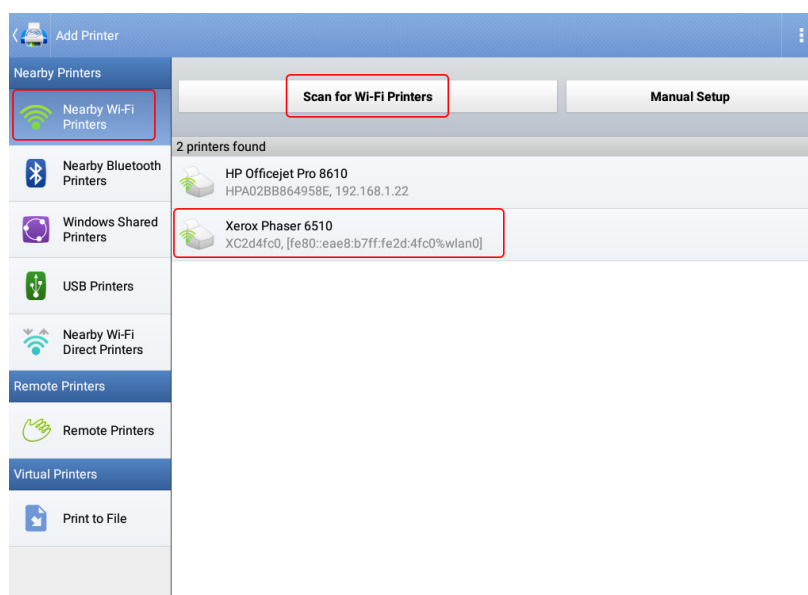 Add Printer
Nearby Printers
Nearby Wi-Fi
Printers
Nearby Bluetooth
Printers
Windows Shared
Printers
USB Printers
Nearby Wi-Fi
Direct Printers
Remote Printers
Remote Printers
Virtual Printers
Print to File
Scan for Wi-Fi Printers
Manual Setup
2 printers found
HP Officejet Pro 8610
HPA02BB864958E, 192.168.1.22
Xerox Phaser 6510
XC2d4fc0, [fe80::eae8:b7ff:fe2d:4fc0%wlan0]